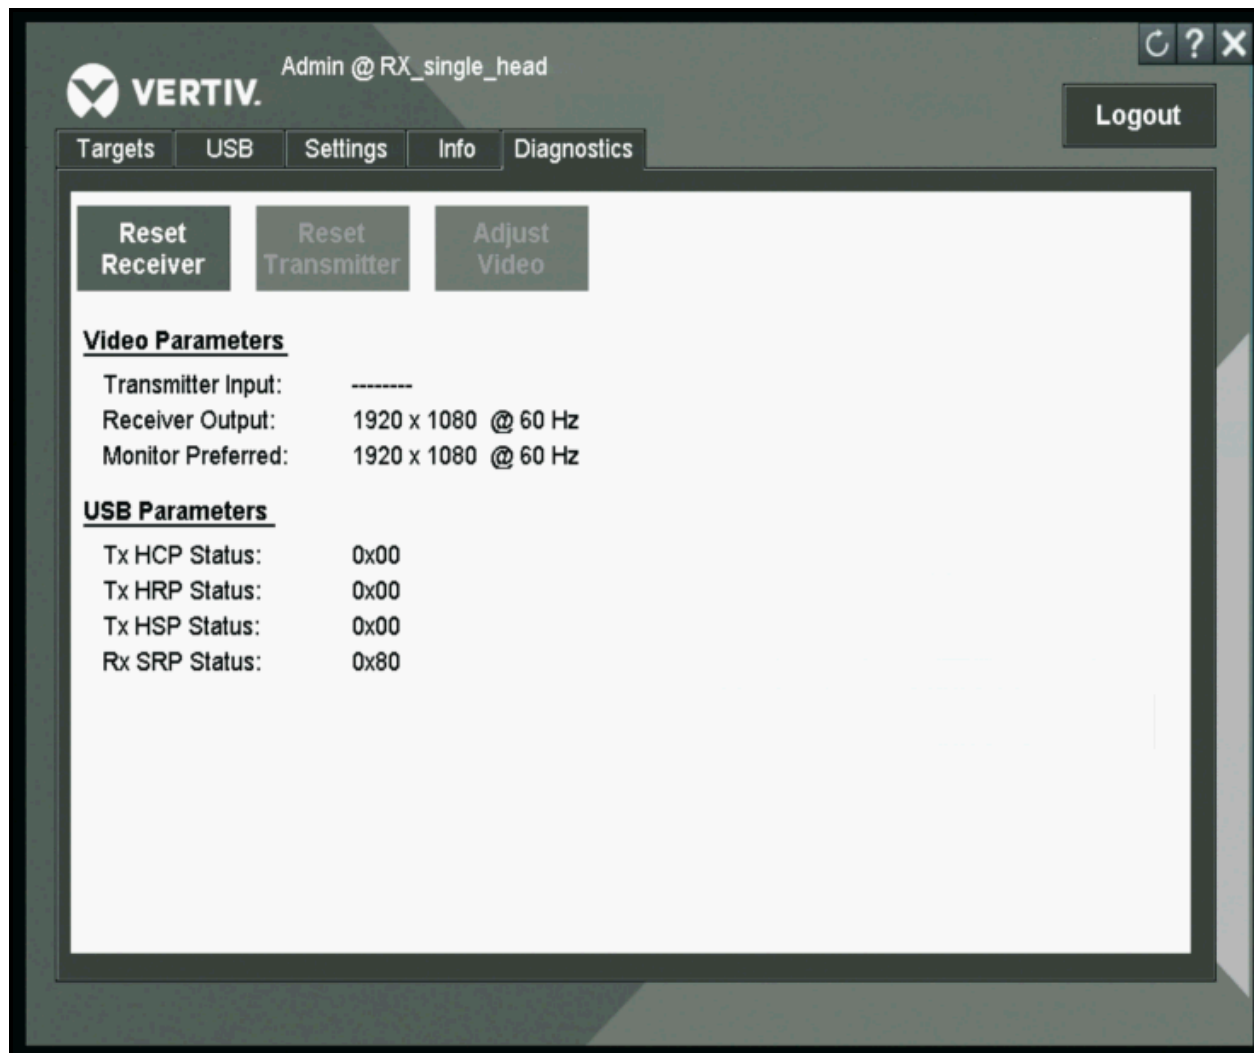 Admin @ RX_single_head
VERTIV.
Logout
Targets USB Settings Info Diagnostics
Reset Receiver
Reset Transmitter
Adjust Video
Video Parameters
Transmitter Input: --------
Receiver Output: 1920 x 1080 @ 60 Hz
Monitor Preferred: 1920 x 1080 @ 60 Hz
USB Parameters
Tx HCP Status: 0x00
Tx HRP Status: 0x00
Tx HSP Status: 0x00
Rx SRP Status: 0x80